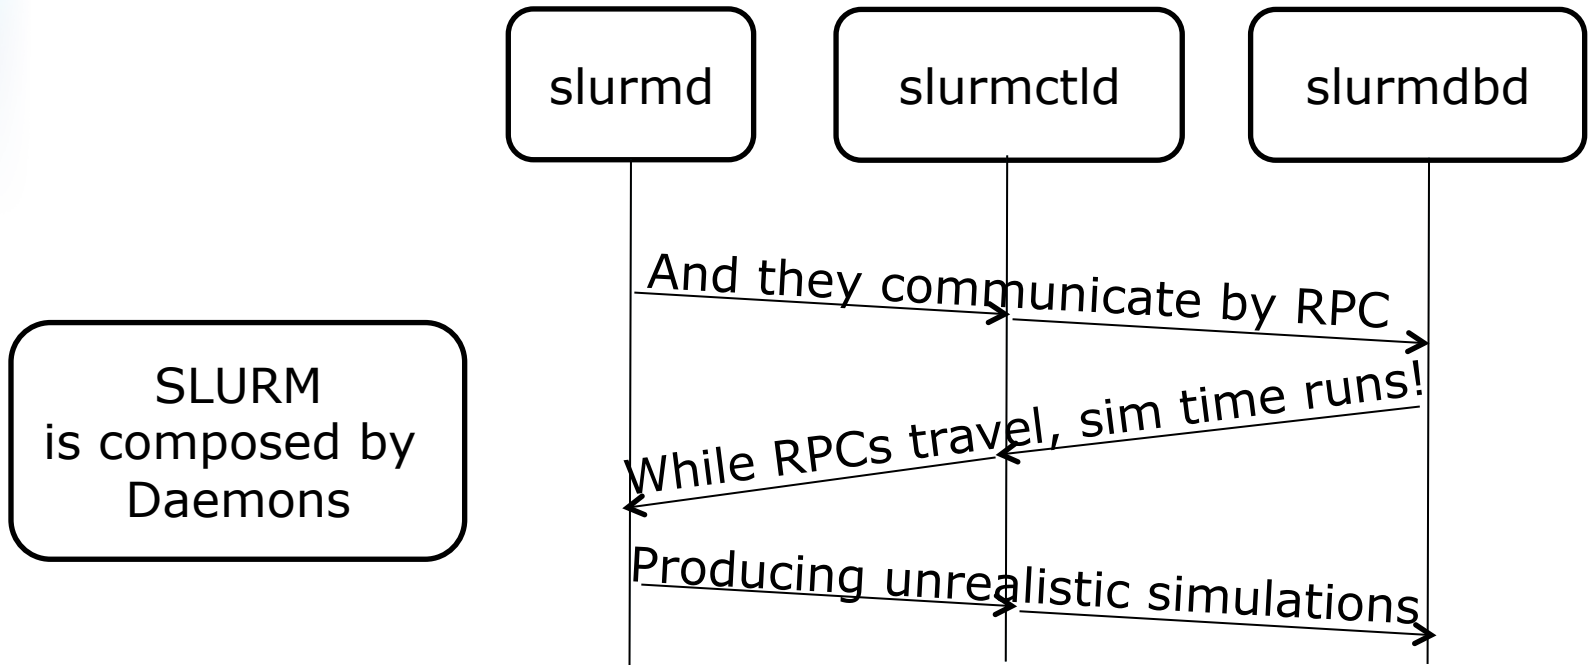 slurmd
slurmctld
slurmdbd
And they communicate by RPC
While RPCs travel, sim time runs!
Producing unrealistic simulations
SLURM
is composed by
Daemons